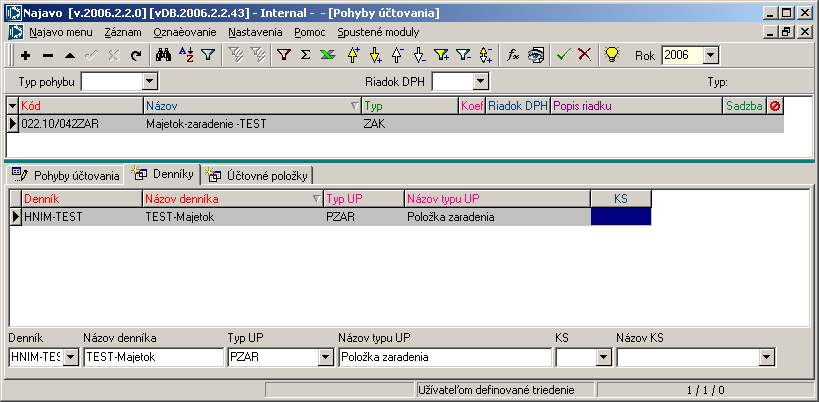 Najavo [v.2006.2.2.0] [vDB.2006.2.2.43] - Internal - - [Pohyby účtovania]
Najavo menu Záznam Označeovanie Nastavenia Pomoc Spustené moduly
Rok 2006
Typ pohybu Riadok DPH Typ:
Kód Názov Typ Koef Riadok DPH Popis riadku Sadzba
022.10/042ZAR Majetok-zaradenie -TEST ZAK
Pohyby účtovania Denníky Účtovné položky
Denník Názov denníka Typ UP Názov typu UP KS
HNIM-TEST TEST-Majetok PZAR Položka zaradenia
Denník Názov denníka Typ UP Názov typu UP KS Názov KS
HNIM-TES TEST-Majetok PZAR Položka zaradenia
Užívateľom definované triedenie 1 / 1 / 0